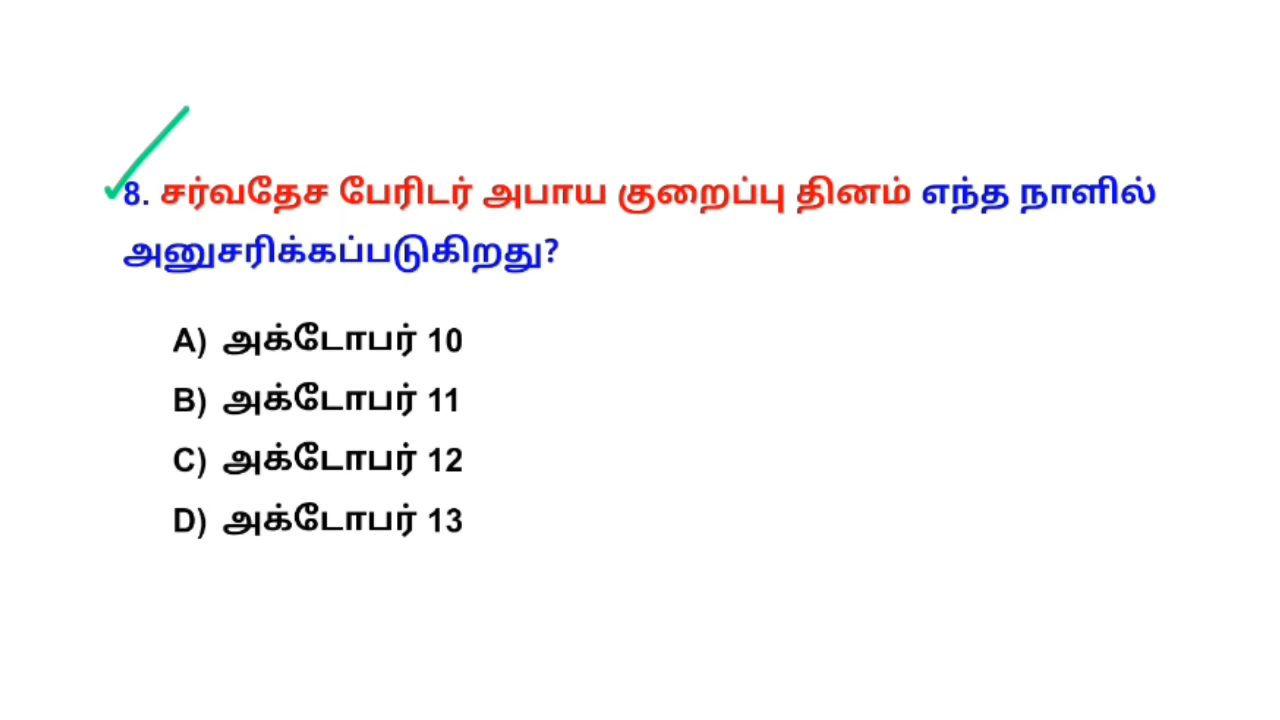 8. சர்வதேச பேரிடர் அபாய குறைப்பு தினம் எந்த நாளில்
அனுசரிக்கப்படுகிறது?
A) அக்டோபர் 10
B) அக்டோபர் 11
C) அக்டோபர் 12
D) அக்டோபர் 13